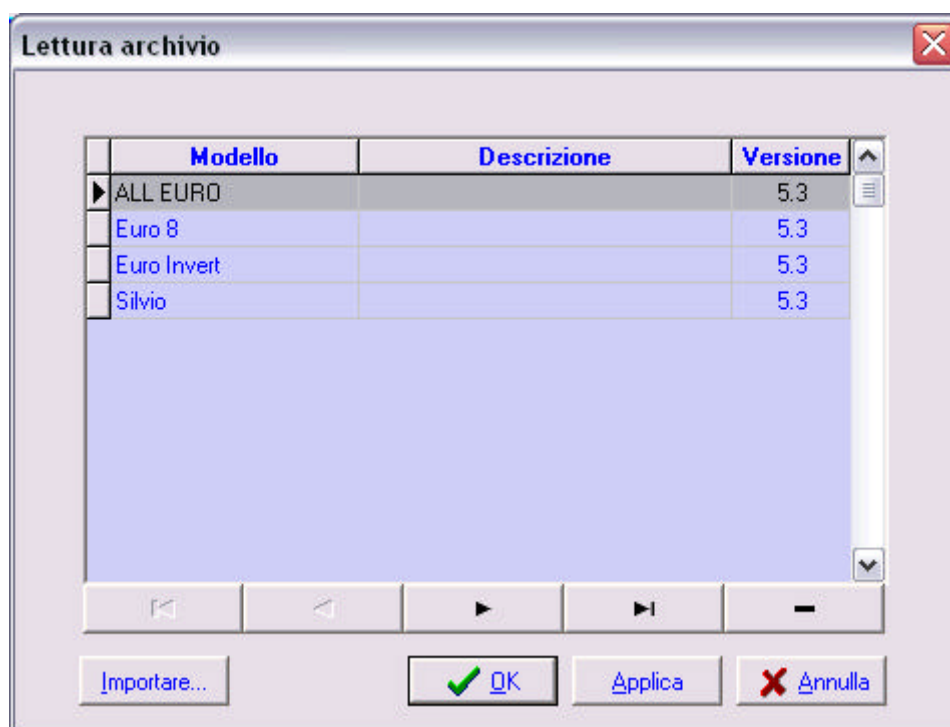 Lettura archivio
Modello Descrizione Versione
ALL EURO 5.3
Euro 8 5.3
Euro Invert 5.3
Silvio 5.3
Importare... OK Applica Annulla